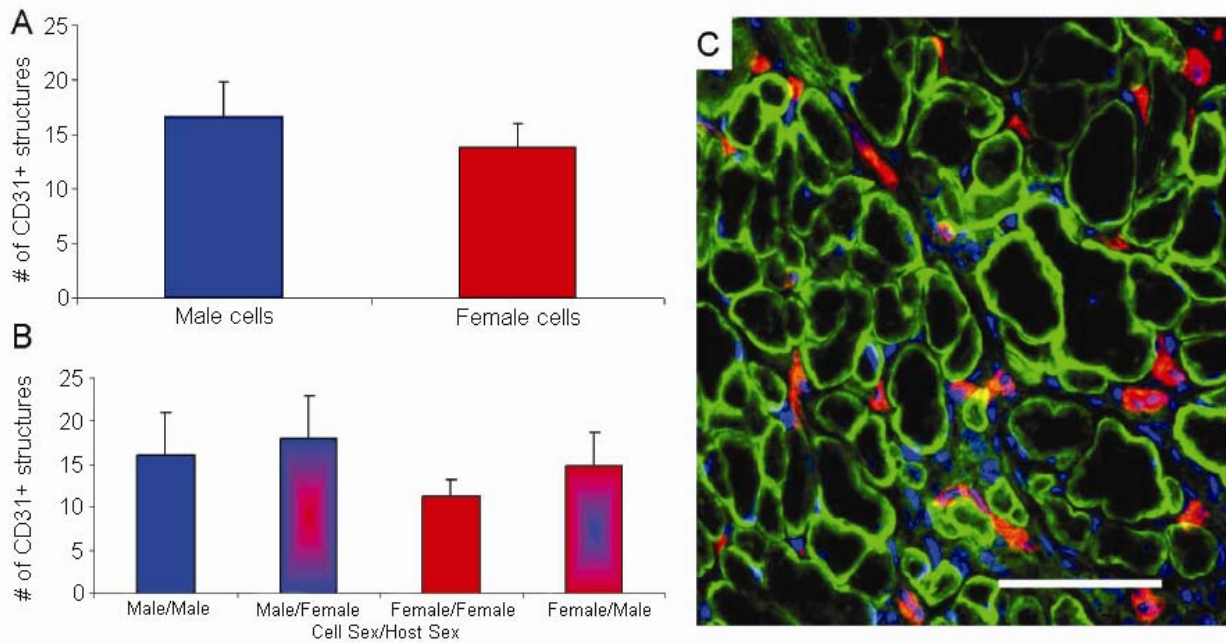 A
25
20
15
10
5
0
# of CD31+ structures
Male cells
Female cells
B
25
20
15
10
5
0
# of CD31+ structures
Male/Male
Male/Female
Female/Female
Female/Male
Cell Sex/Host Sex
C